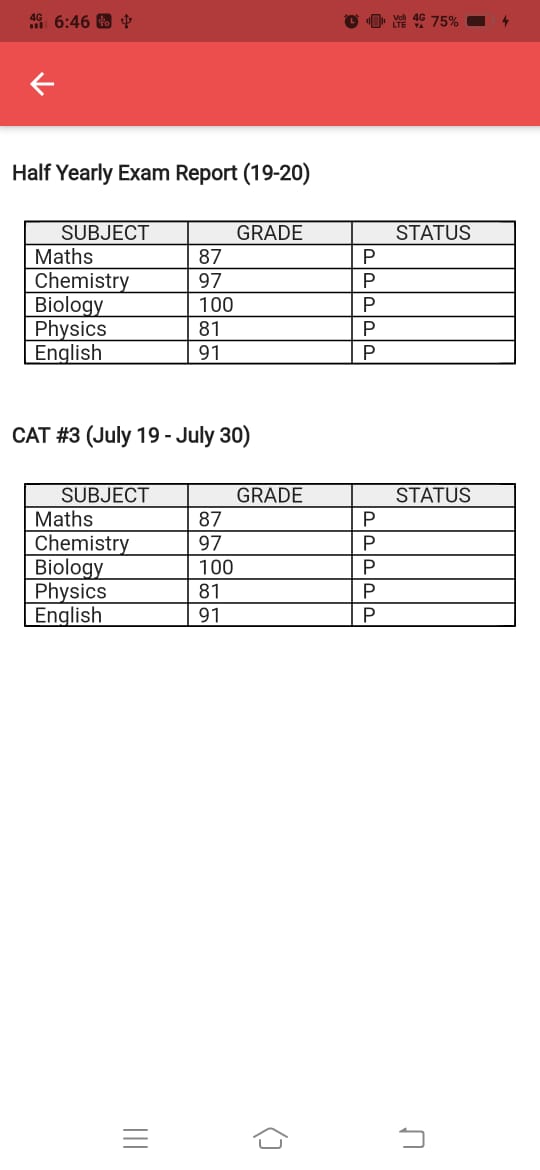 4G 6:46 VoD LTE 4G 75%
Half Yearly Exam Report (19-20)
SUBJECT GRADE STATUS
Maths 87 P
Chemistry 97 P
Biology 100 P
Physics 81 P
English 91 P
CAT #3 (July 19 - July 30)
SUBJECT GRADE STATUS
Maths 87 P
Chemistry 97 P
Biology 100 P
Physics 81 P
English 91 P